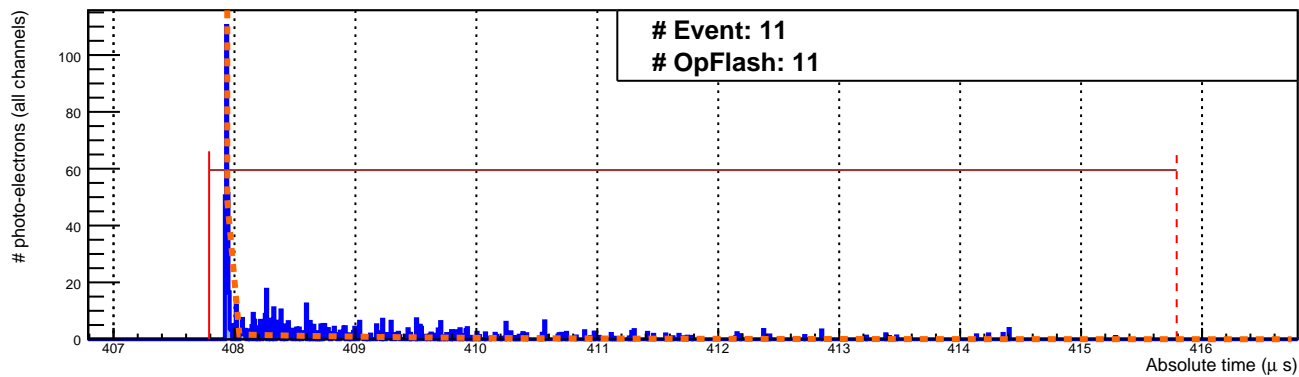 # Event: 11
# OpFlash: 11
# photo-electrons (all channels)
100
80
60
40
20
0
407 408 409 410 411 412 413 414 415 416
Absolute time (μ s)